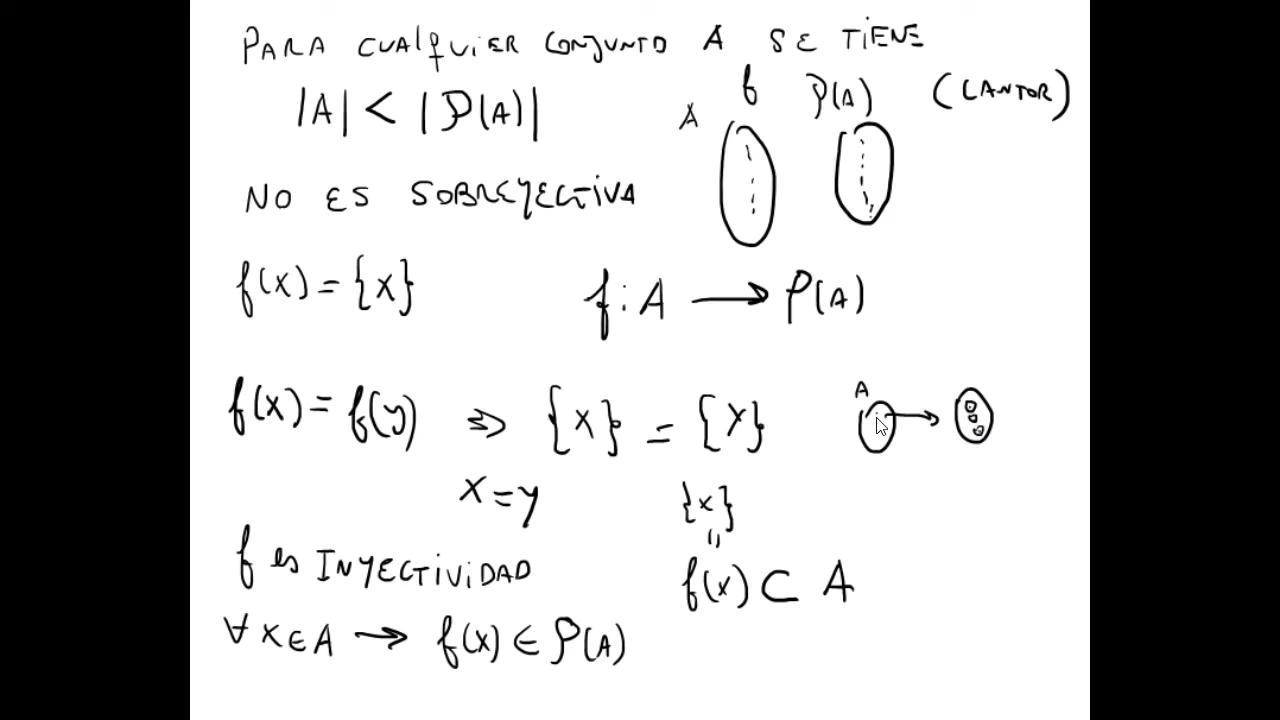 PARA CUALQUIER CONJUNTO A SE TIENE
|A| < |P(A)|
A f P(A) (CANTOR)
NO ES SOBREYECTIVA
f(x) = {x}
f : A → P(A)
f(x) = f(y) ⇒ {x} = {y}
A
x = y
{x}
"
f es INYECTIVIDAD
f(x) ⊂ A
∀ x ∈ A → f(x) ∈ P(A)